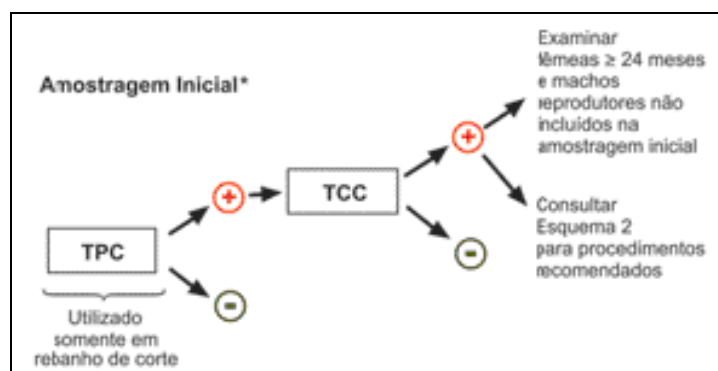 Amostragem Inicial*
TPC
Utilizado
somente em
rebanho de corte
+
-
TCC
+
-
Examinar
fêmeas ≥ 24 meses
e machos
reprodutores não
incluídos na
amostragem inicial
Consultar
Esquema 2
para procedimentos
recomendados